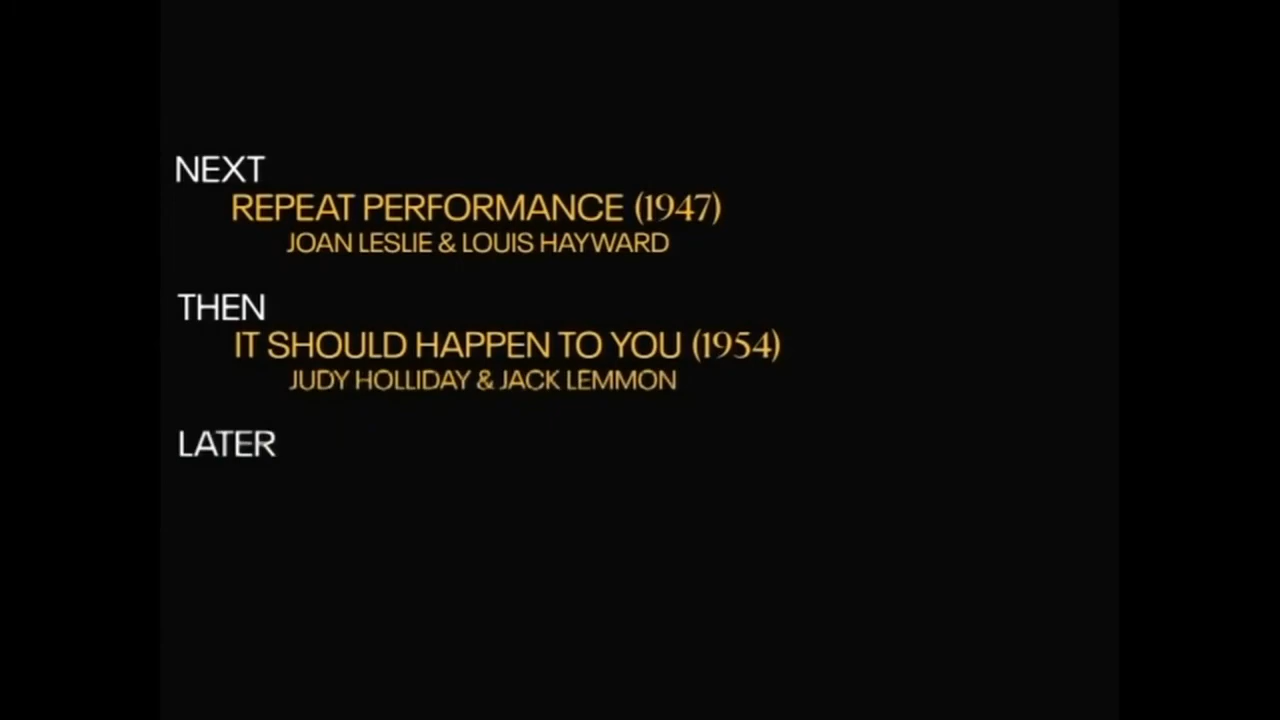 NEXT
REPEAT PERFORMANCE (1947)
JOAN LESLIE & LOUIS HAYWARD
THEN
IT SHOULD HAPPEN TO YOU (1954)
JUDY HOLLIDAY & JACK LEMMON
LATER